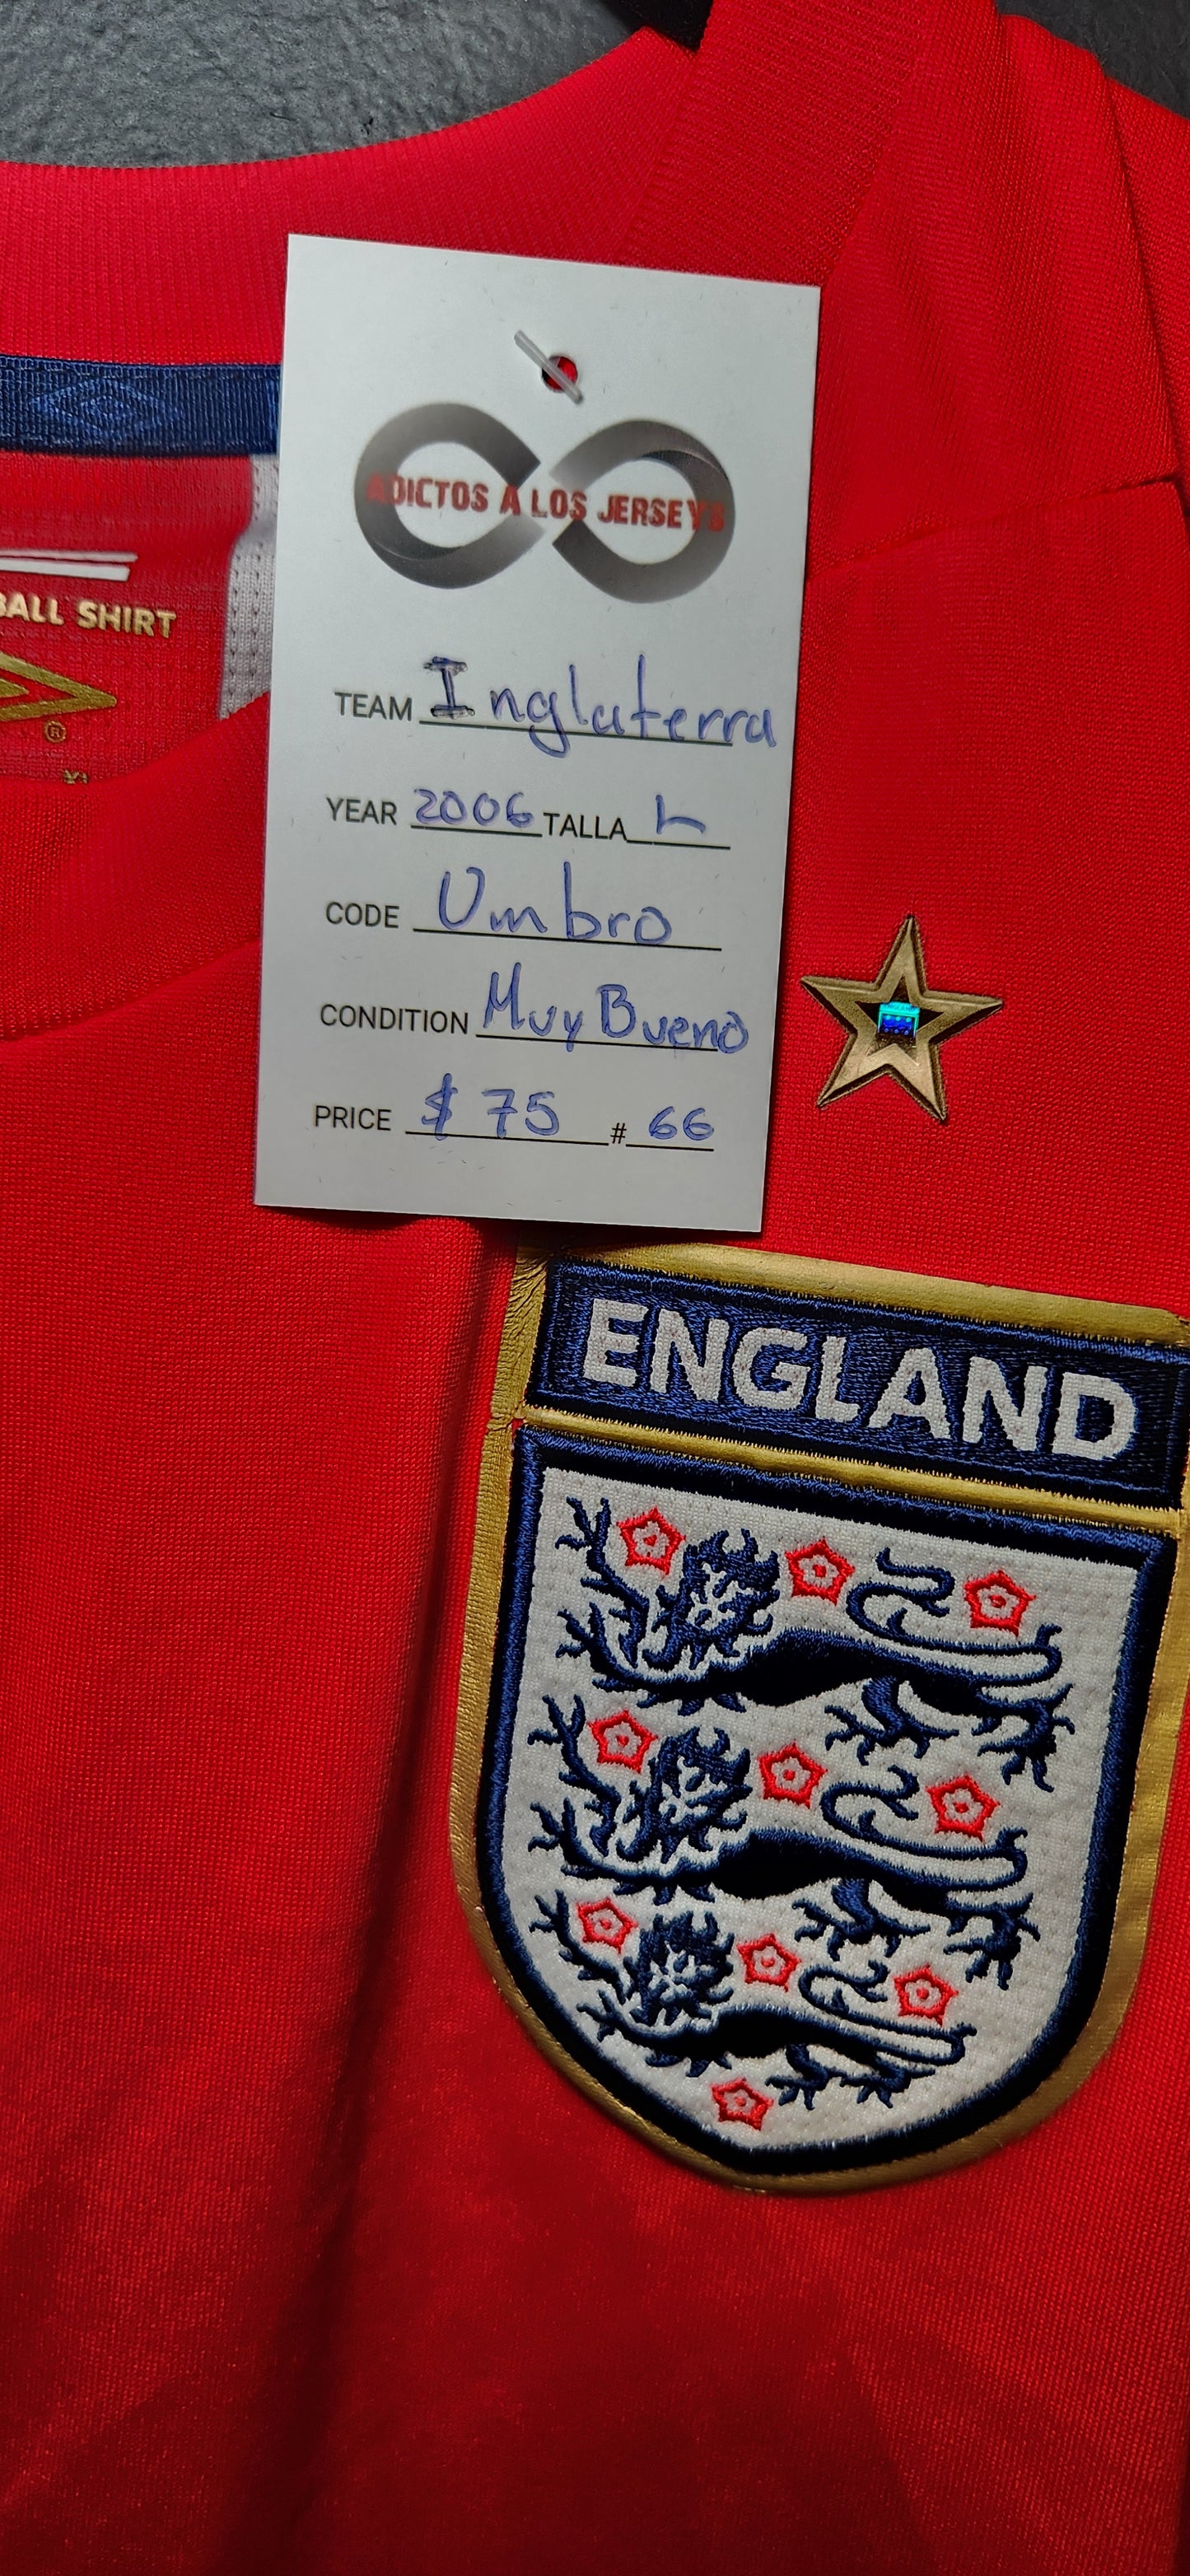 ADICTOS A LOS JERSEYS
TEAM Inglaterra
YEAR 2006 TALLA L
CODE Umbro
CONDITION Muy Bueno
PRICE $ 75 # 66
BALL SHIRT
®
ENGLAND